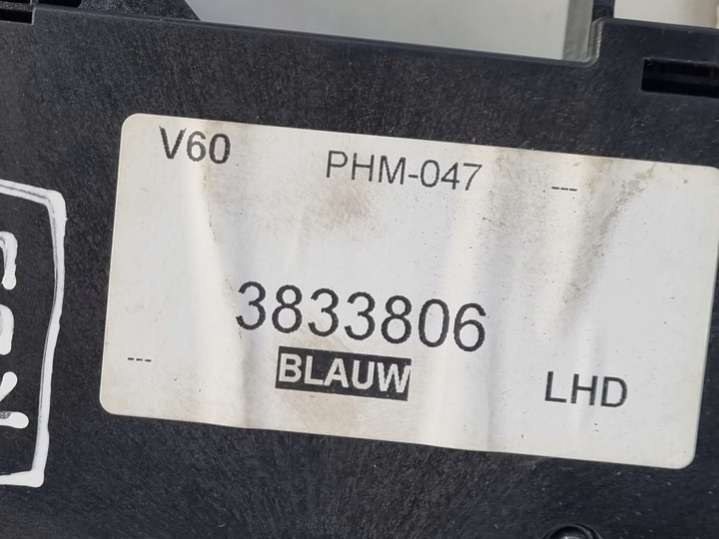 V60 PHM-047 ---
3833806
--- BLAUW LHD